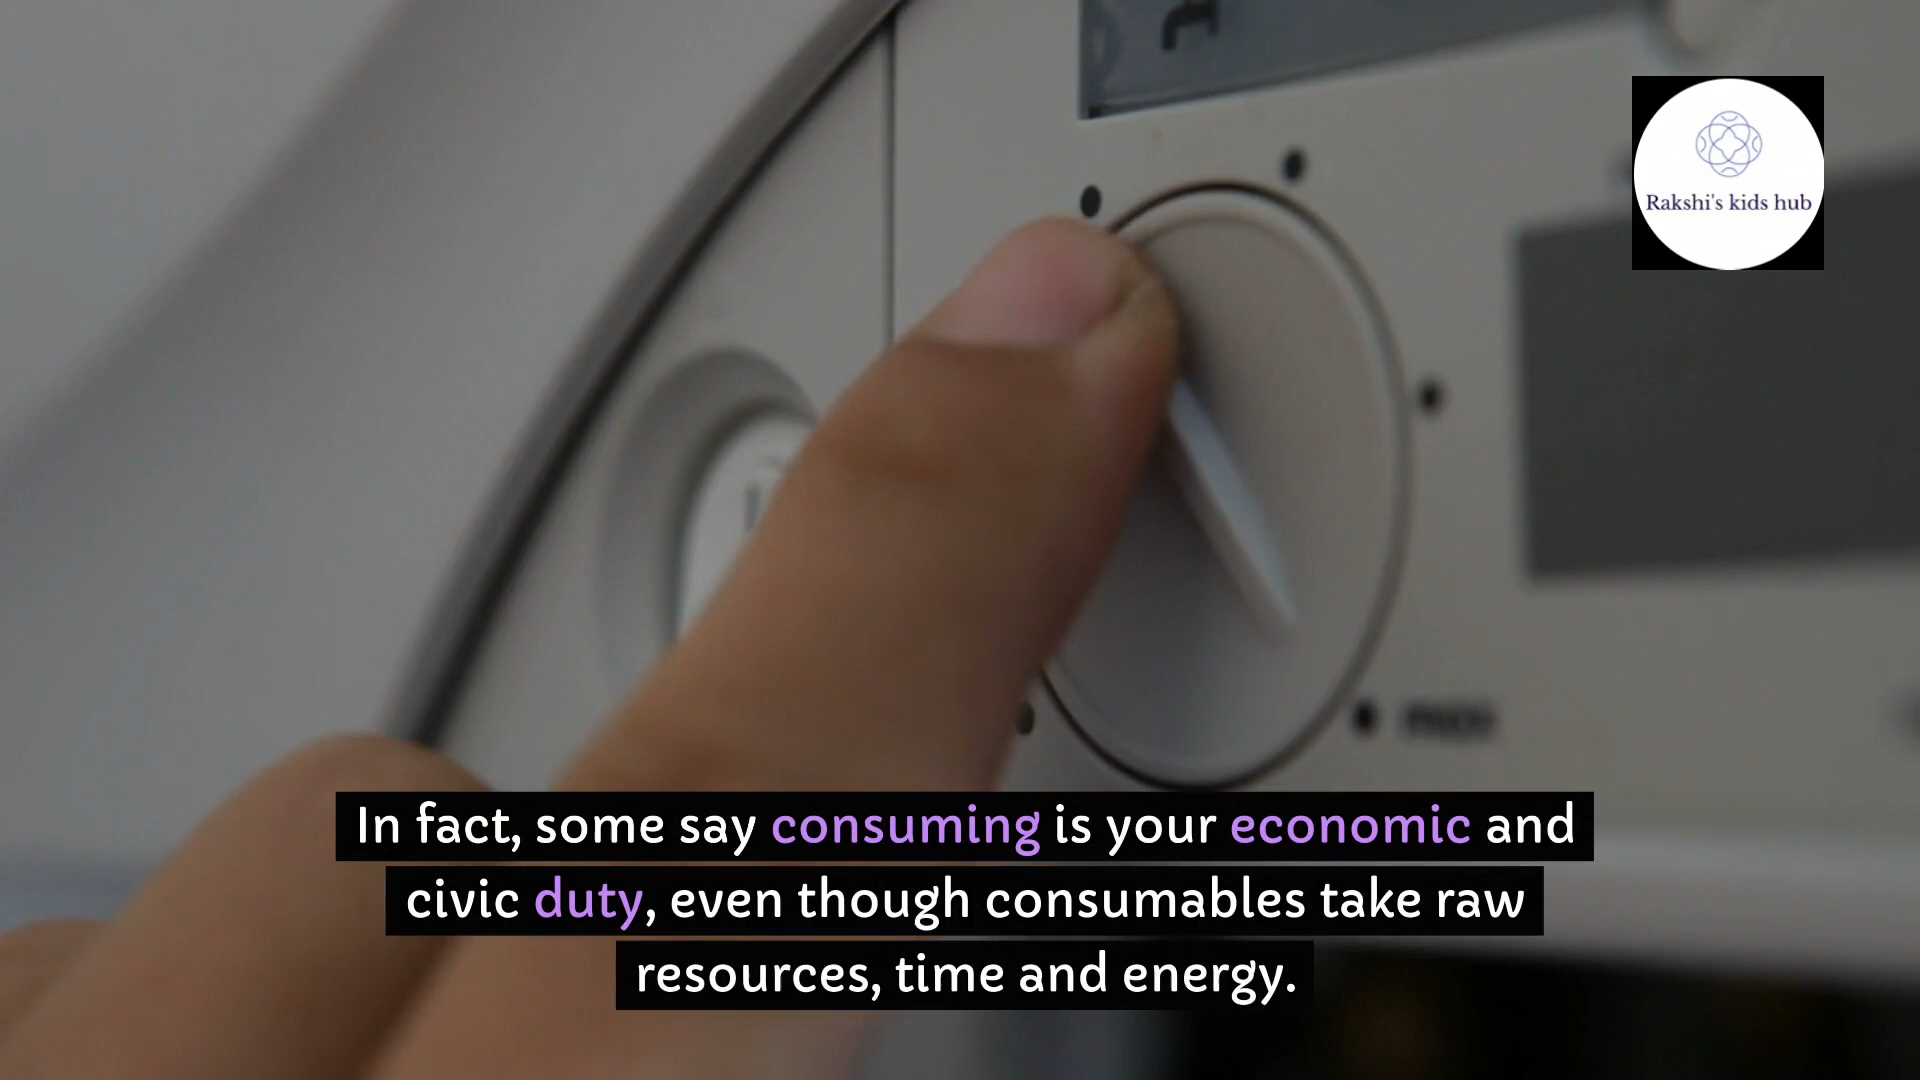 Rakshi's kids hub
In fact, some say consuming is your economic and
civic duty, even though consumables take raw
resources, time and energy.